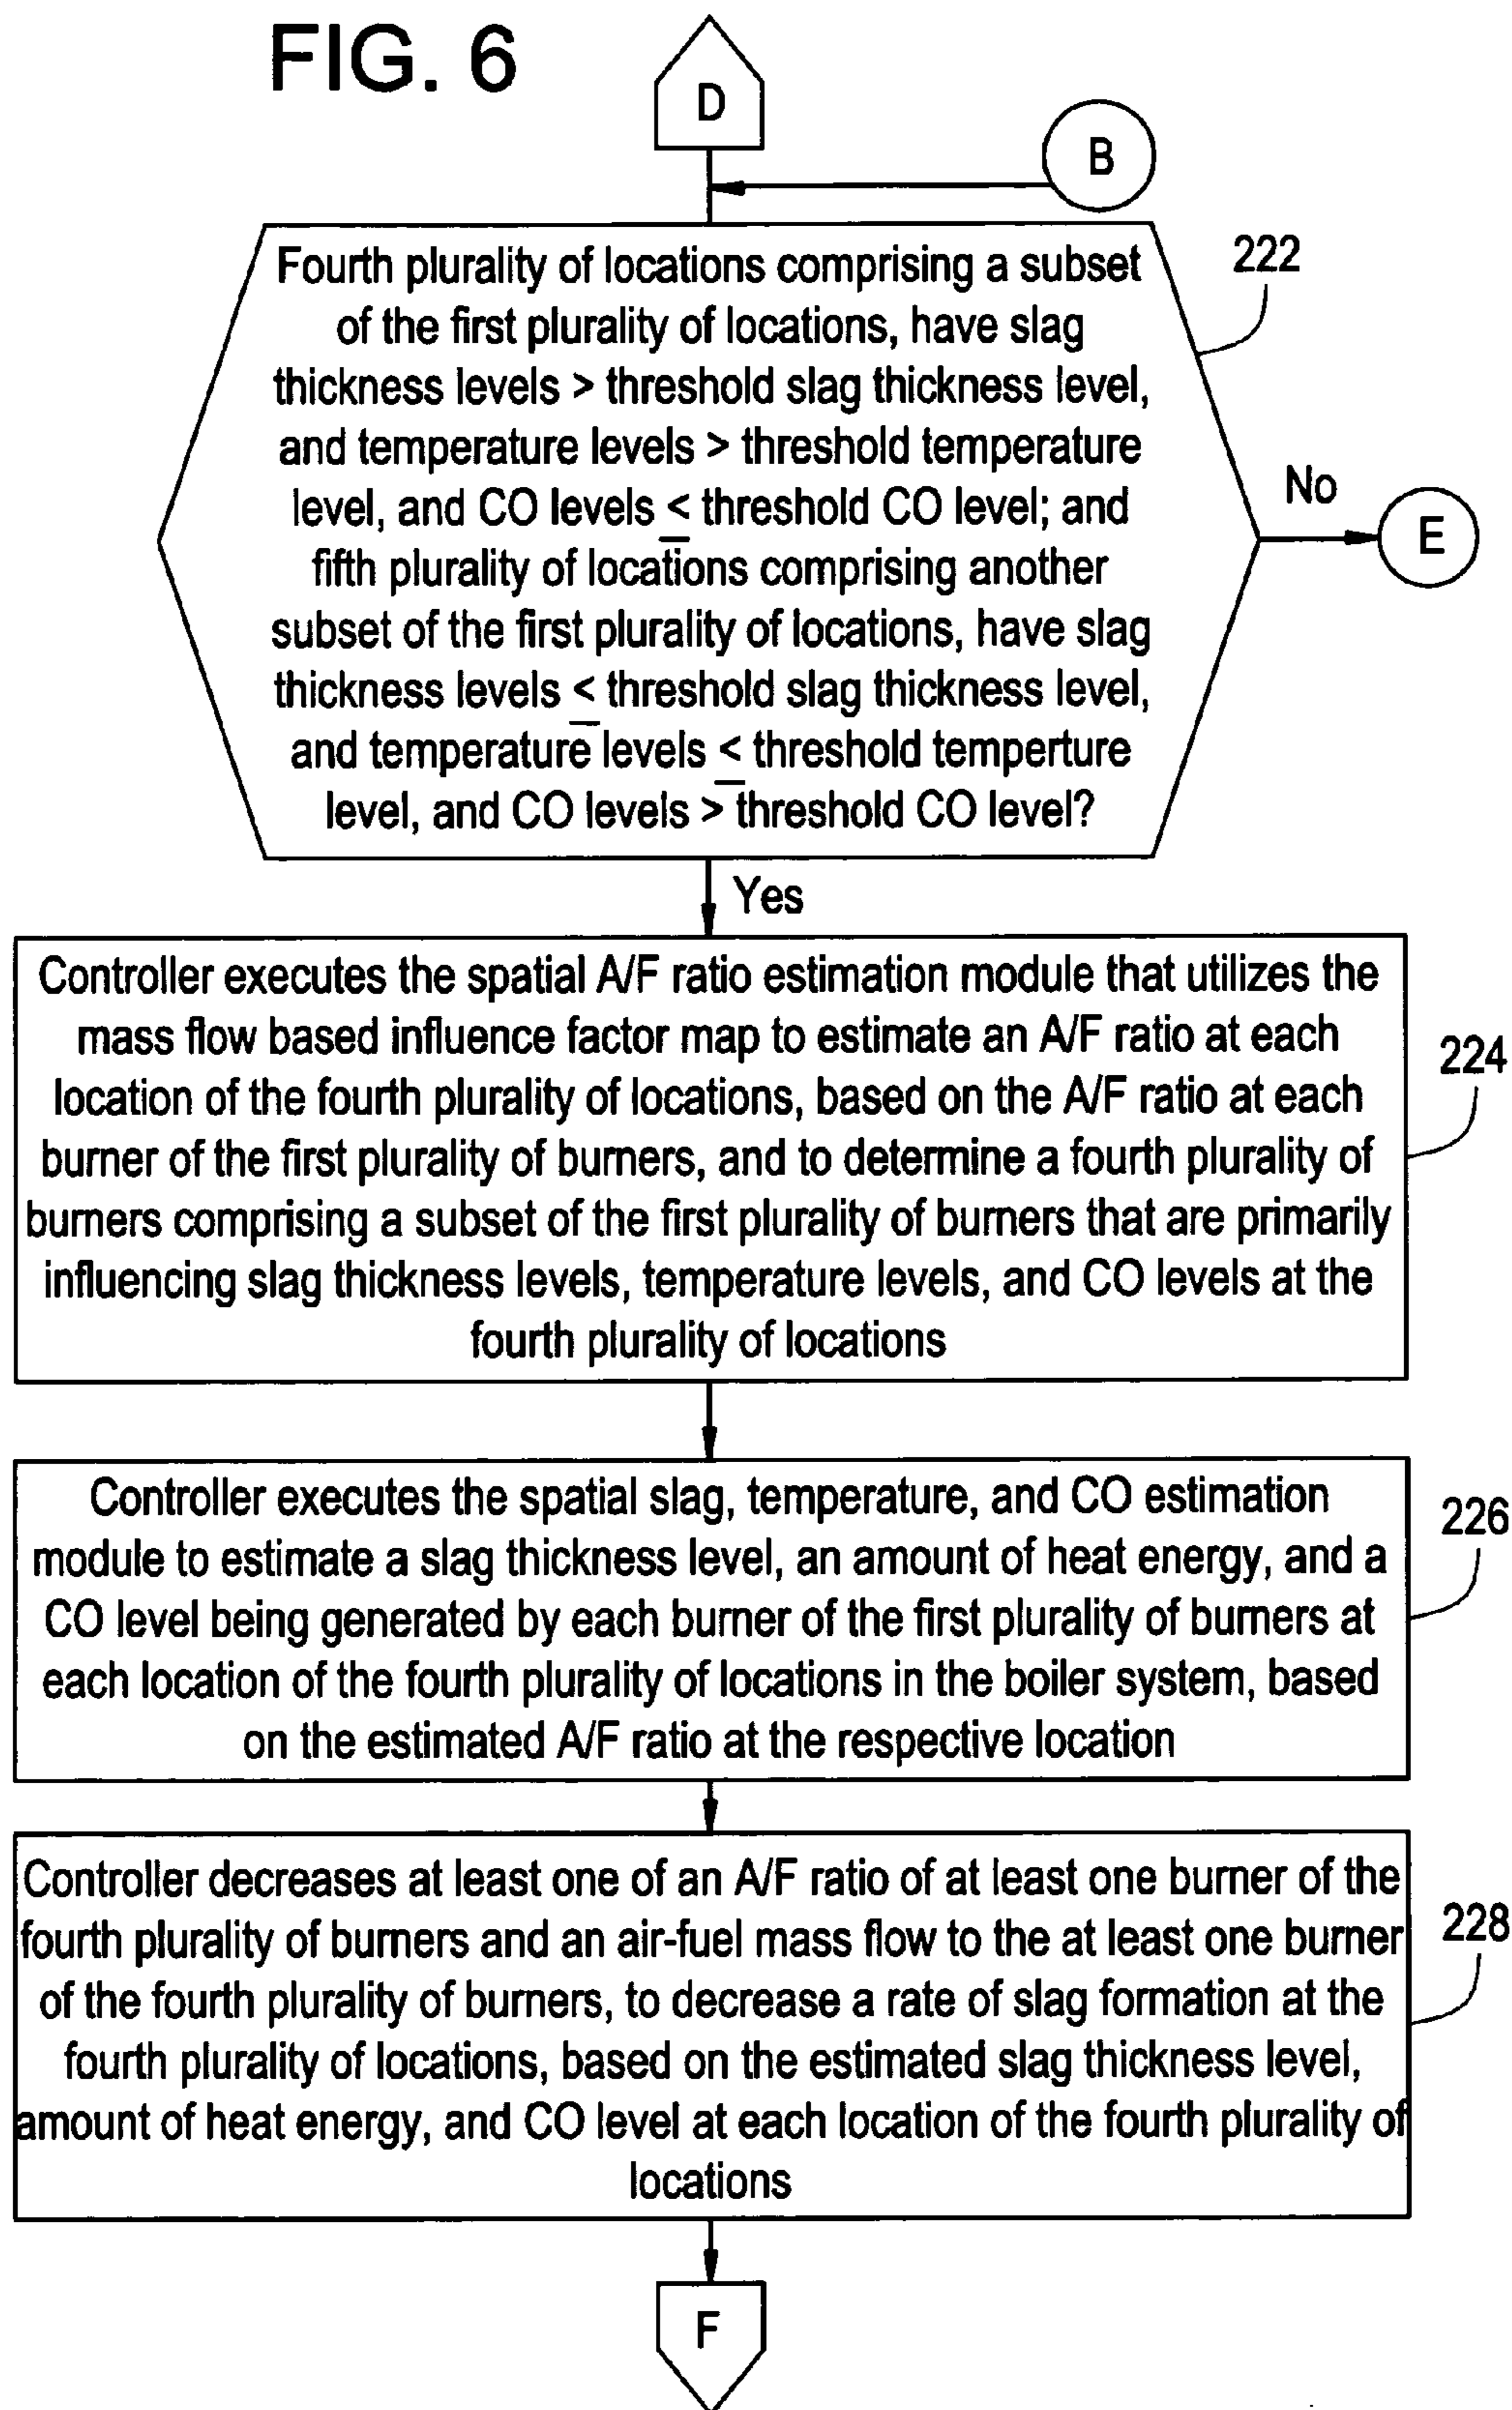 FIG. 6
D
B
Fourth plurality of locations comprising a subset
of the first plurality of locations, have slag
thickness levels > threshold slag thickness level,
and temperature levels > threshold temperature
level, and CO levels ≤ threshold CO level; and
fifth plurality of locations comprising another
subset of the first plurality of locations, have slag
thickness levels ≤ threshold slag thickness level,
and temperature levels ≤ threshold temperture
level, and CO levels > threshold CO level?
222
No
E
Yes
Controller executes the spatial A/F ratio estimation module that utilizes the
mass flow based influence factor map to estimate an A/F ratio at each
location of the fourth plurality of locations, based on the A/F ratio at each
burner of the first plurality of burners, and to determine a fourth plurality of
burners comprising a subset of the first plurality of burners that are primarily
influencing slag thickness levels, temperature levels, and CO levels at the
fourth plurality of locations
224
Controller executes the spatial slag, temperature, and CO estimation
module to estimate a slag thickness level, an amount of heat energy, and a
CO level being generated by each burner of the first plurality of burners at
each location of the fourth plurality of locations in the boiler system, based
on the estimated A/F ratio at the respective location
226
Controller decreases at least one of an A/F ratio of at least one burner of the
fourth plurality of burners and an air-fuel mass flow to the at least one burner
of the fourth plurality of burners, to decrease a rate of slag formation at the
fourth plurality of locations, based on the estimated slag thickness level,
amount of heat energy, and CO level at each location of the fourth plurality of
locations
228
F